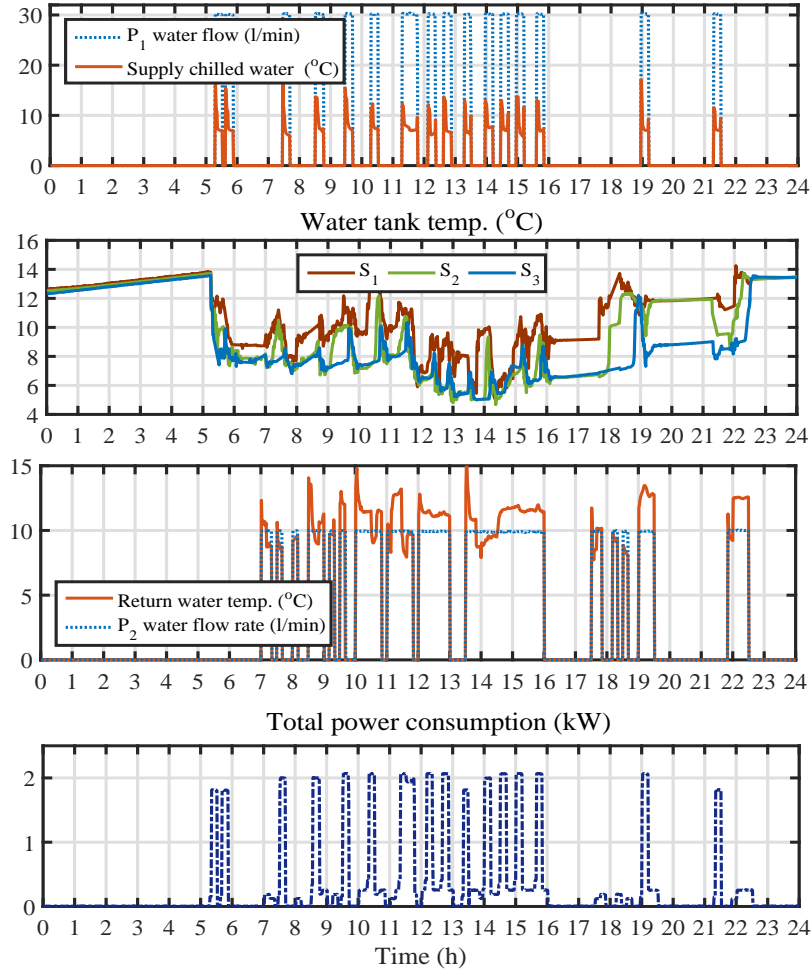 30
20
10
0
P1 water flow (l/min)
Supply chilled water (°C)
0 1 2 3 4 5 6 7 8 9 10 11 12 13 14 15 16 17 18 19 20 21 22 23 24
Water tank temp. (°C)
16
14
12
10
8
6
4
S1 S2 S3
0 1 2 3 4 5 6 7 8 9 10 11 12 13 14 15 16 17 18 19 20 21 22 23 24
15
10
5
0
Return water temp. (°C)
P2 water flow rate (l/min)
0 1 2 3 4 5 6 7 8 9 10 11 12 13 14 15 16 17 18 19 20 21 22 23 24
Total power consumption (kW)
2
1
0
0 1 2 3 4 5 6 7 8 9 10 11 12 13 14 15 16 17 18 19 20 21 22 23 24
Time (h)